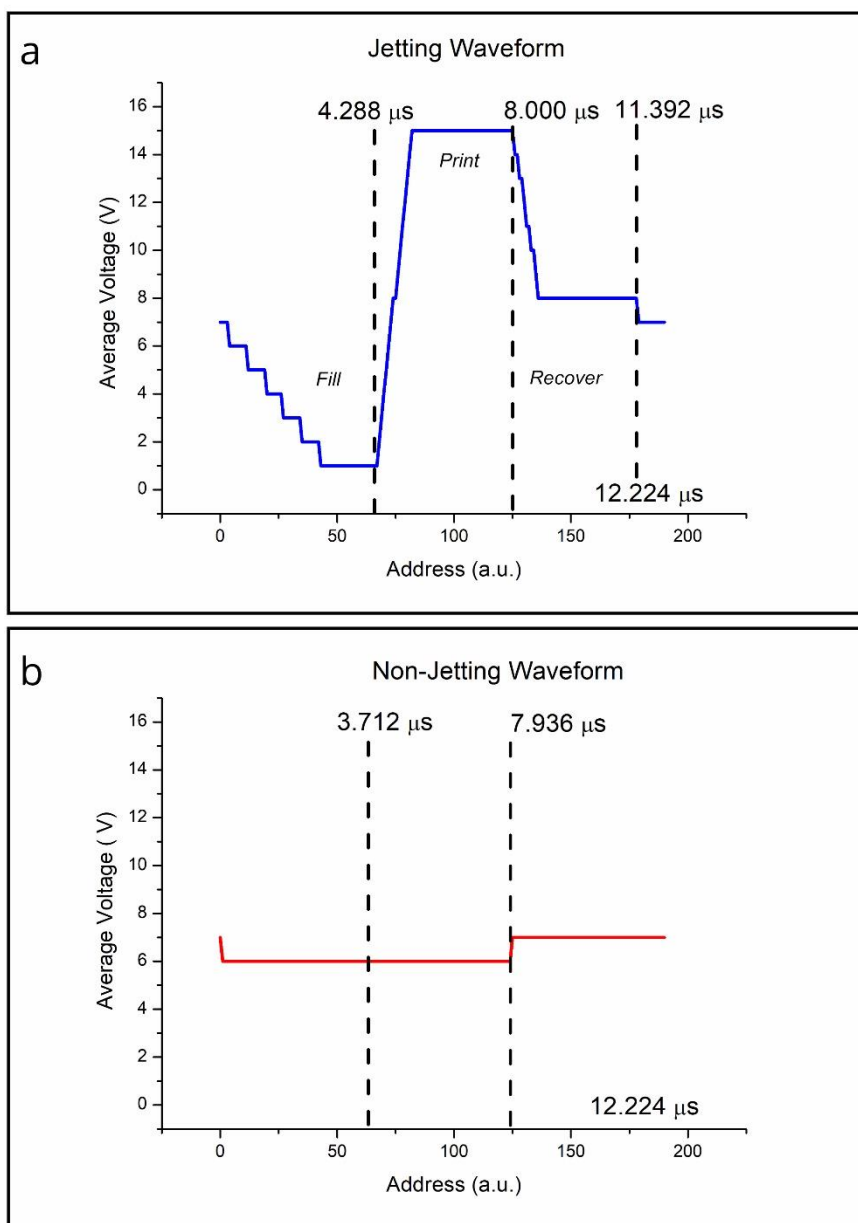 a
Jetting Waveform
4.288 μs
8.000 μs
11.392 μs
16
14
12
10
8
6
4
2
0
Average Voltage (V)
Print
Fill
Recover
12.224 μs
0
50
100
150
200
Address (a.u.)
b
Non-Jetting Waveform
3.712 μs
7.936 μs
16
14
12
10
8
6
4
2
0
Average Voltage ( V)
12.224 μs
0
50
100
150
200
Address (a.u.)